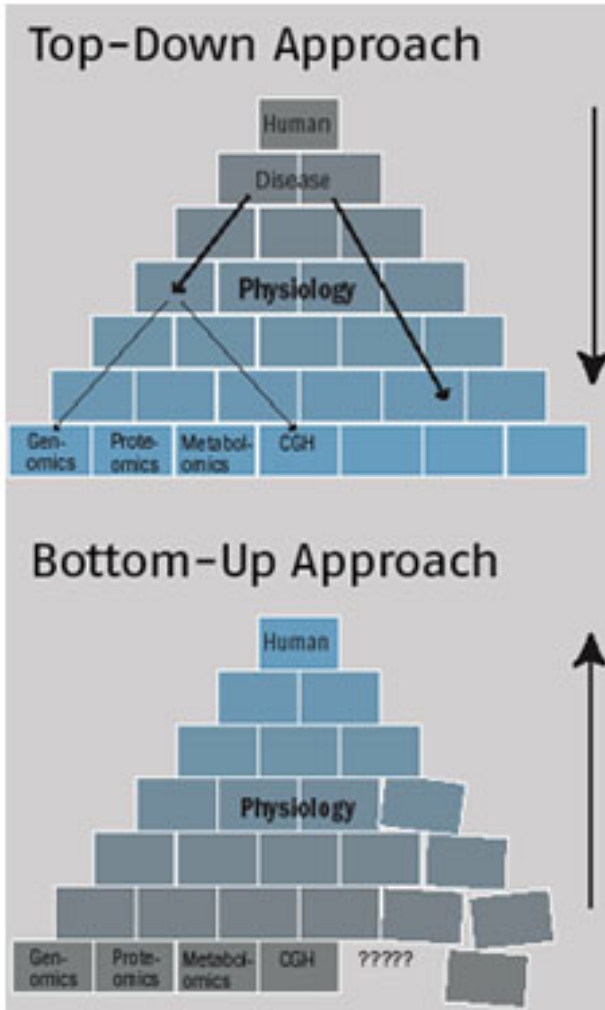 Top-Down Approach
Human
Disease
Physiology
Gen-
omics
Prote-
omics
Metabol-
omics
CGH
Bottom-Up Approach
Human
Physiology
Gen-
omics
Prote-
omics
Metabol-
omics
CGH
?????